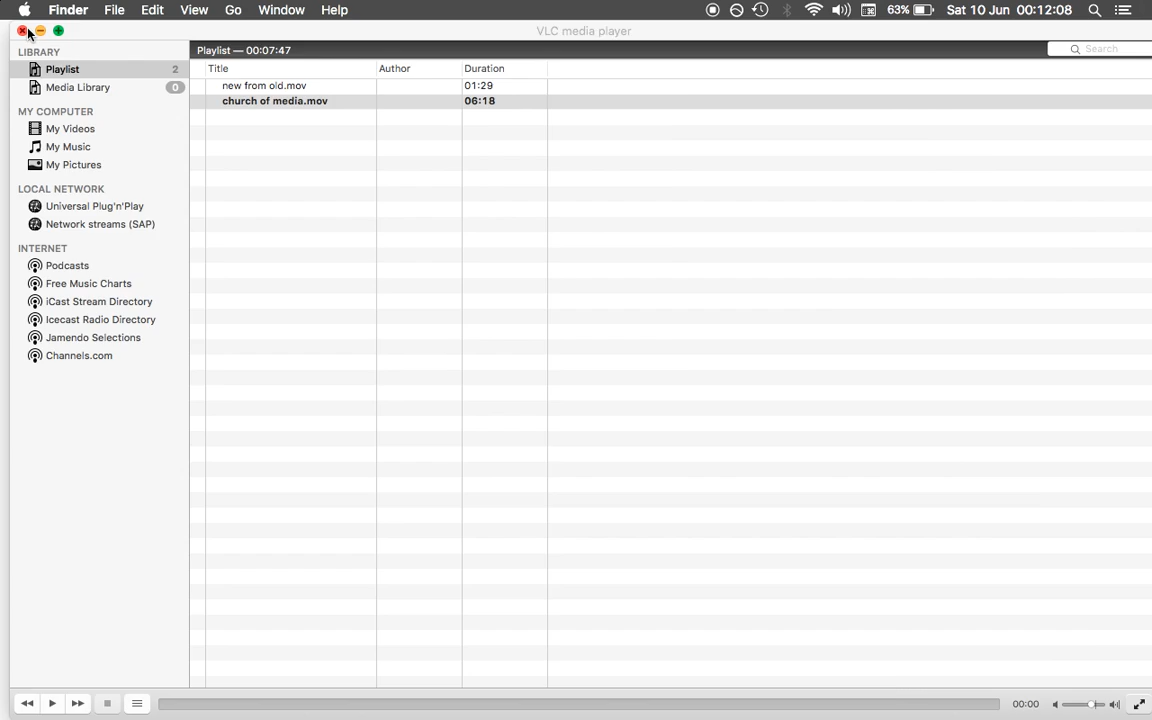 Finder File Edit View Go Window Help 63% Sat 10 Jun 00:12:08
VLC media player
LIBRARY
Playlist 2
Media Library 0
MY COMPUTER
My Videos
My Music
My Pictures
LOCAL NETWORK
Universal Plug'n'Play
Network streams (SAP)
INTERNET
Podcasts
Free Music Charts
iCast Stream Directory
Icecast Radio Directory
Jamendo Selections
Channels.com
Playlist — 00:07:47 Search
Title Author Duration
new from old.mov 01:29
church of media.mov 06:18
00:00